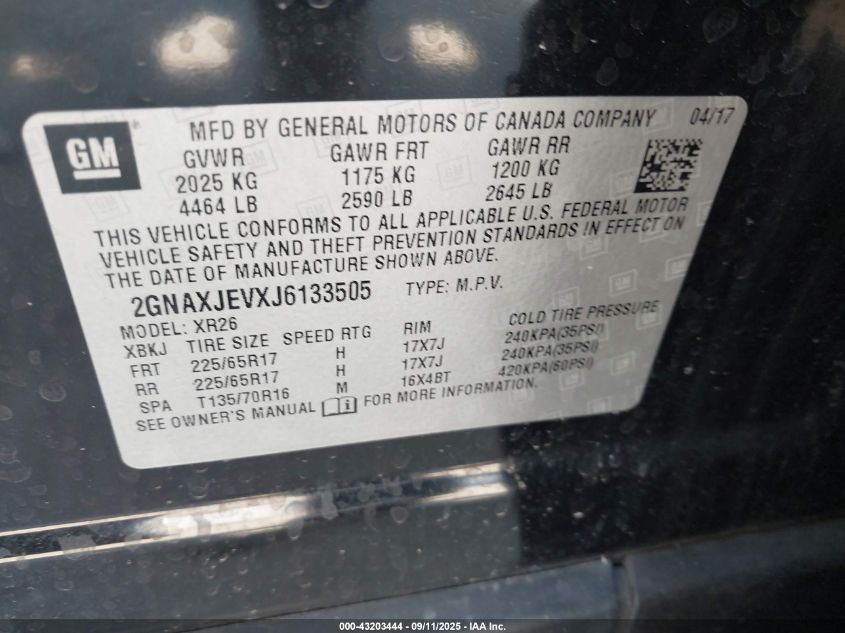 GM
MFD BY GENERAL MOTORS OF CANADA COMPANY 04/17
GVWR GAWR FRT GAWR RR
2025 KG 1175 KG 1200 KG
4464 LB 2590 LB 2645 LB
THIS VEHICLE CONFORMS TO ALL APPLICABLE U.S. FEDERAL MOTOR
VEHICLE SAFETY AND THEFT PREVENTION STANDARDS IN EFFECT ON
THE DATE OF MANUFACTURE SHOWN ABOVE.
2GNAXJEVXJ6133505 TYPE: M.P.V.
MODEL: XR26
XBKJ TIRE SIZE SPEED RTG RIM COLD TIRE PRESSURE
FRT 225/65R17 H 17X7J 240KPA(35PSI)
RR 225/65R17 H 17X7J 240KPA(35PSI)
SPA T135/70R16 M 16X4BT 420KPA(60PSI)
SEE OWNER'S MANUAL FOR MORE INFORMATION.
000-43203444 - 09/11/2025 - IAA Inc.